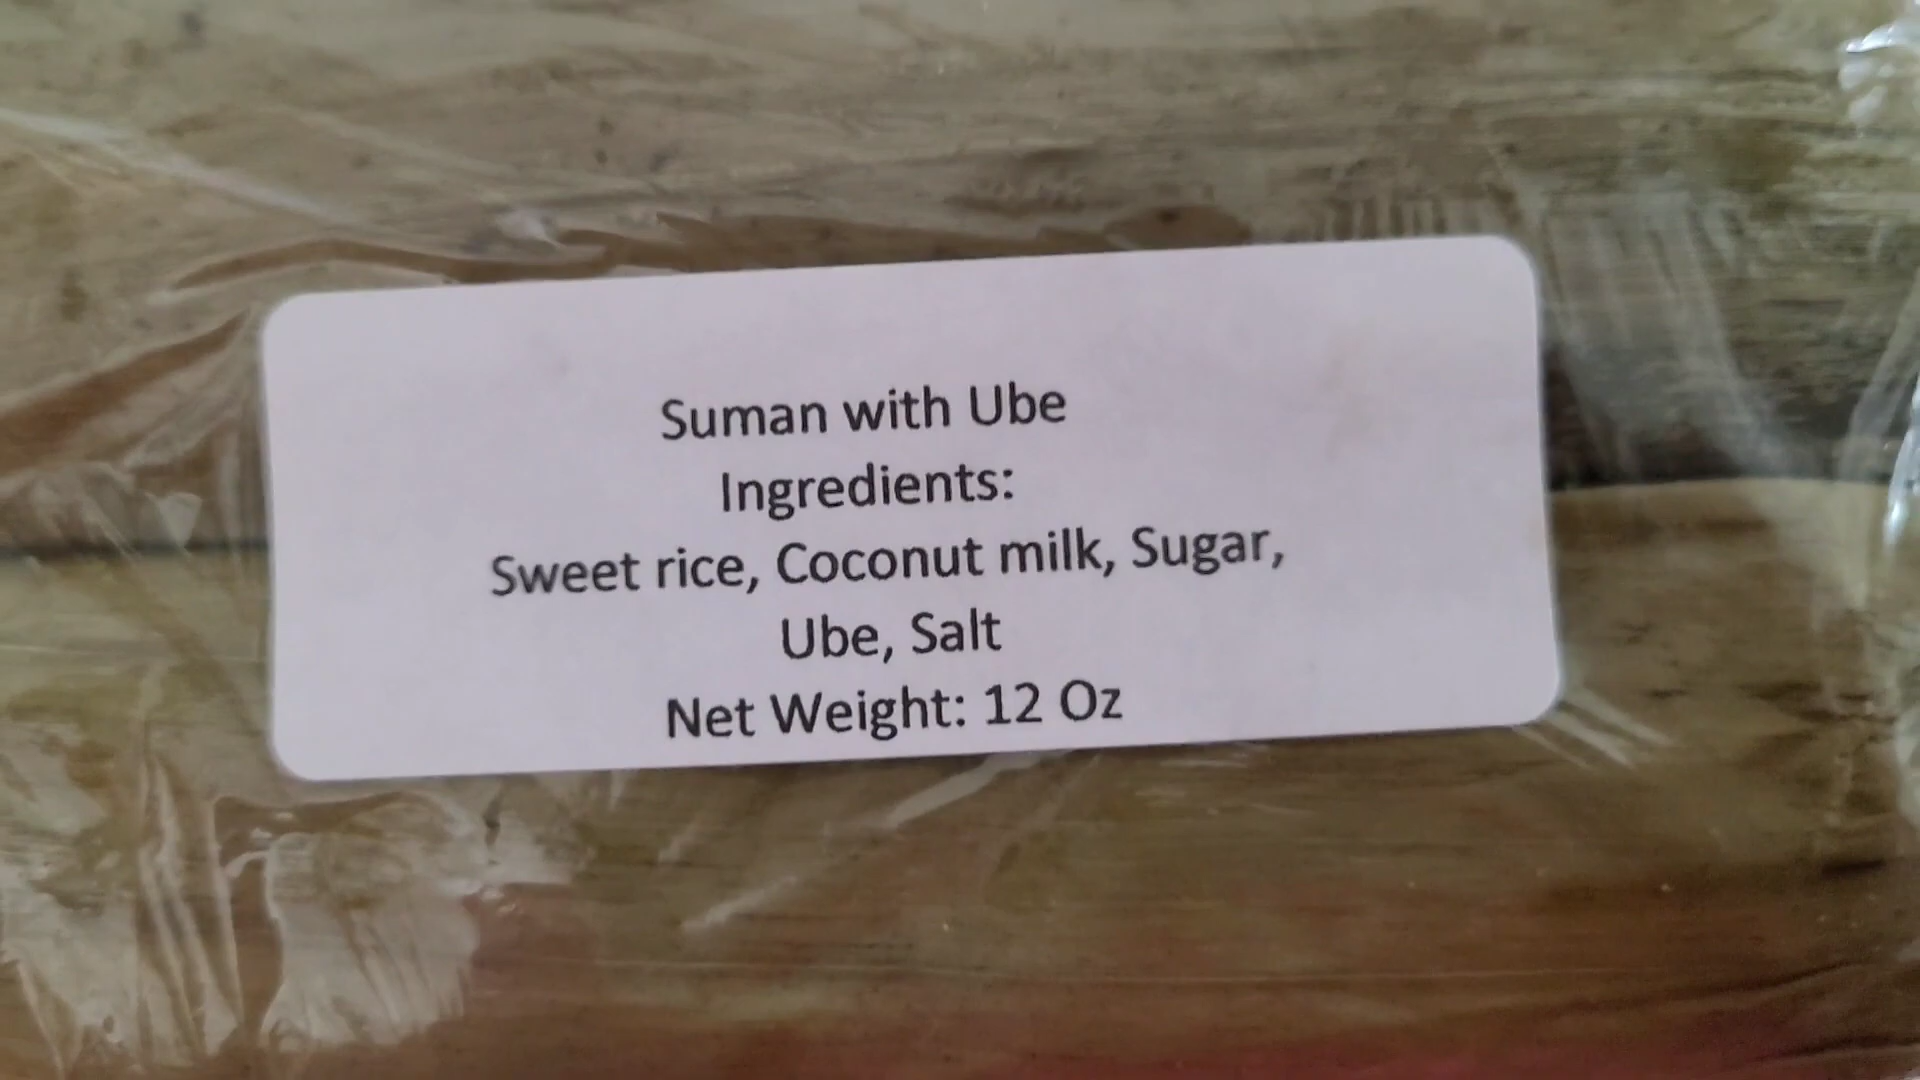 Suman with Ube
Ingredients:
Sweet rice, Coconut milk, Sugar,
Ube, Salt
Net Weight: 12 Oz